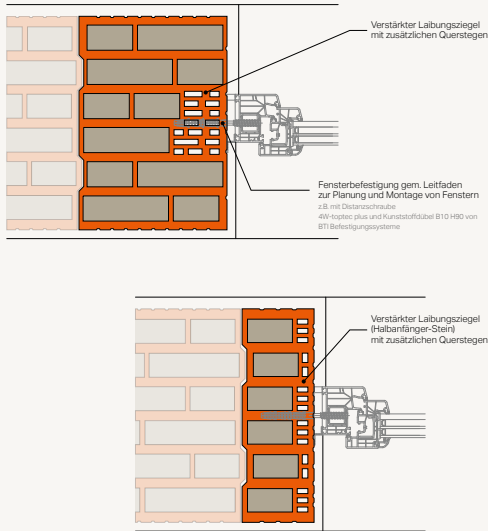 Verstärkter Laibungsziegel
mit zusätzlichen Querstegen
Fensterbefestigung gem. Leitfaden
zur Planung und Montage von Fenstern
z.B. mit Distanzschraube
4W-toptec plus und Kunststoffdübel B10 H90 von
BTI Befestigungssysteme
Verstärkter Laibungsziegel
(Halbanfänger-Stein)
mit zusätzlichen Querstegen